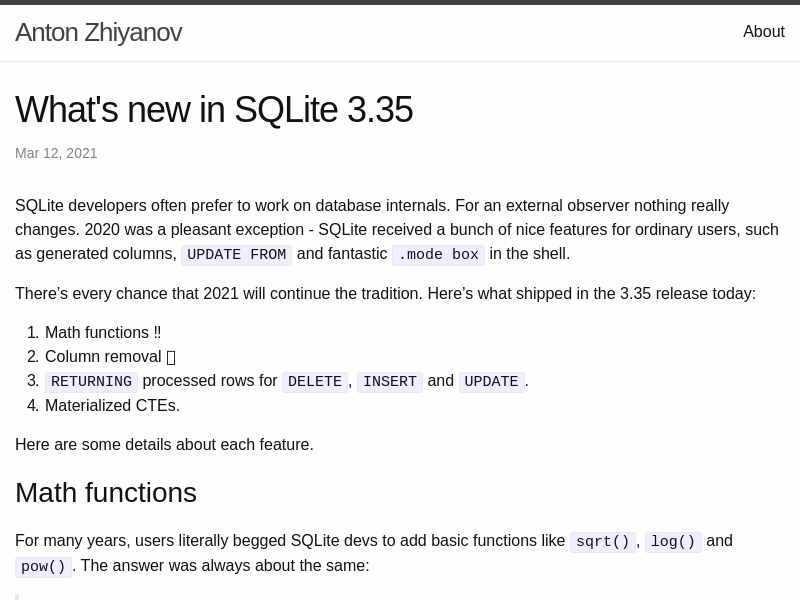 Anton Zhiyanov
About
What's new in SQLite 3.35
Mar 12, 2021
SQLite developers often prefer to work on database internals. For an external observer nothing really
changes. 2020 was a pleasant exception - SQLite received a bunch of nice features for ordinary users, such
as generated columns, UPDATE FROM and fantastic .mode box in the shell.
There’s every chance that 2021 will continue the tradition. Here’s what shipped in the 3.35 release today:
1. Math functions ‼
2. Column removal
3. RETURNING processed rows for DELETE, INSERT and UPDATE.
4. Materialized CTEs.
Here are some details about each feature.
Math functions
For many years, users literally begged SQLite devs to add basic functions like sqrt(), log() and
pow(). The answer was always about the same: